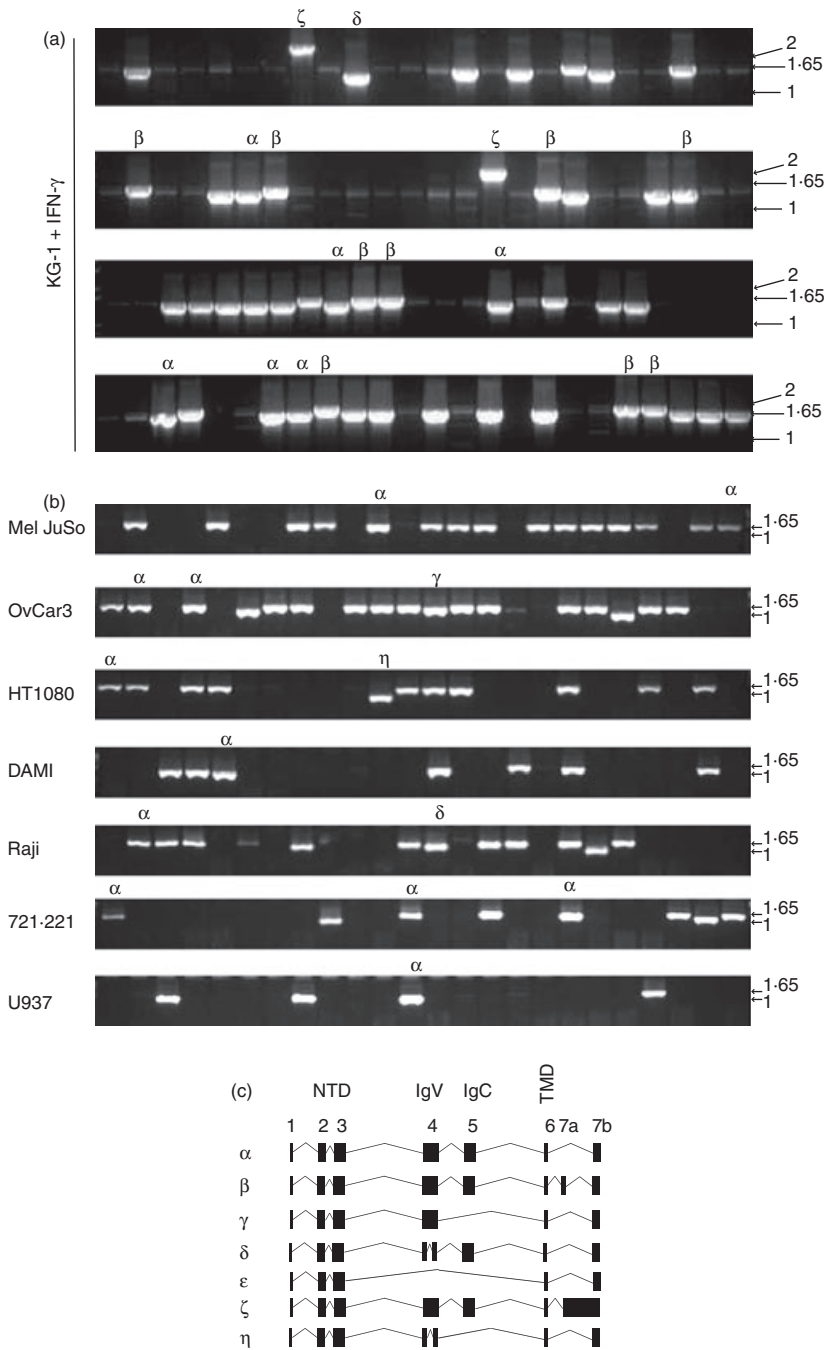 (a)
ζ δ
2
1·65
1
β α β ζ β β
2
1·65
1
KG-1 + IFN-γ
α β β α
2
1·65
1
α α α β β β
2
1·65
1
(b)
α α
Mel JuSo
←1·65
←1
α α γ
OvCar3
←1·65
←1
α η
HT1080
←1·65
←1
α
DAMI
←1·65
←1
α δ
Raji
←1·65
←1
α α α
721·221
←1·65
←1
α
U937
←1·65
←1
(c) NTD IgV IgC TMD
1 2 3 4 5 6 7a 7b
α
β
γ
δ
ε
ζ
η